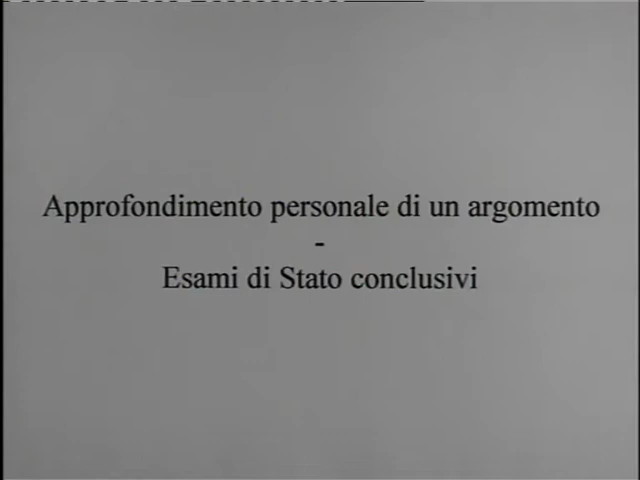 Approfondimento personale di un argomento
-
Esami di Stato conclusivi